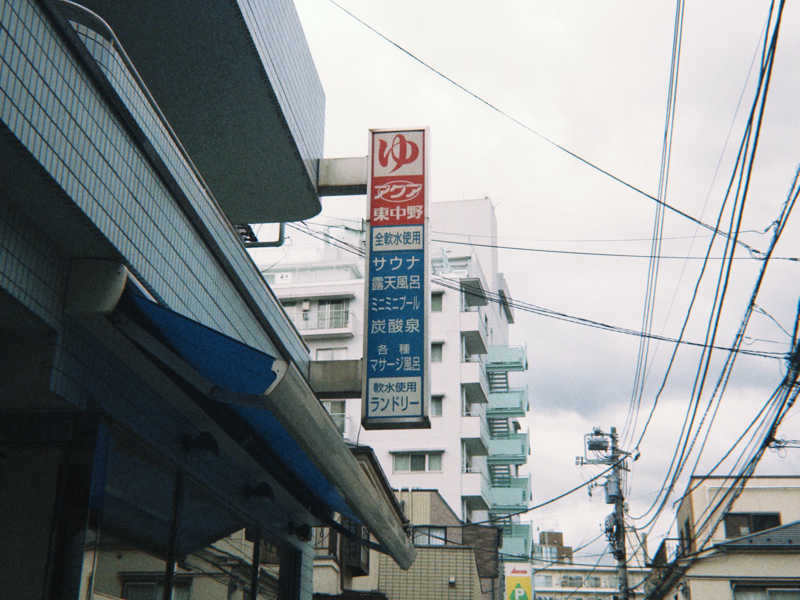 ゆ
アクア
東中野
全軟水使用
サウナ
露天風呂
ミニミニプール
炭酸泉
各種
マッサージ風呂
軟水使用
ランドリー
P